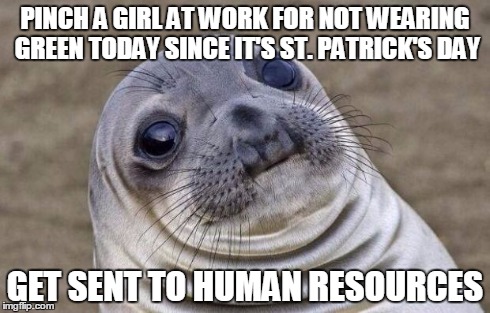 PINCH A GIRL AT WORK FOR NOT WEARING
GREEN TODAY SINCE IT'S ST. PATRICK'S DAY
GET SENT TO HUMAN RESOURCES
imgflip.com